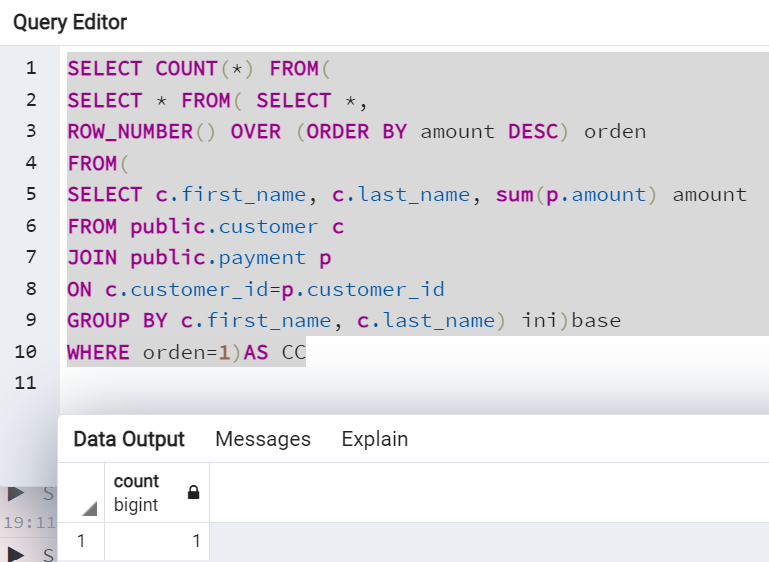 Query Editor
1 SELECT COUNT(*) FROM(
2 SELECT * FROM( SELECT *,
3 ROW_NUMBER() OVER (ORDER BY amount DESC) orden
4 FROM(
5 SELECT c.first_name, c.last_name, sum(p.amount) amount
6 FROM public.customer c
7 JOIN public.payment p
8 ON c.customer_id=p.customer_id
9 GROUP BY c.first_name, c.last_name) ini)base
10 WHERE orden=1)AS CC
11
Data Output Messages Explain
count
bigint
S
19:11
1 1
S